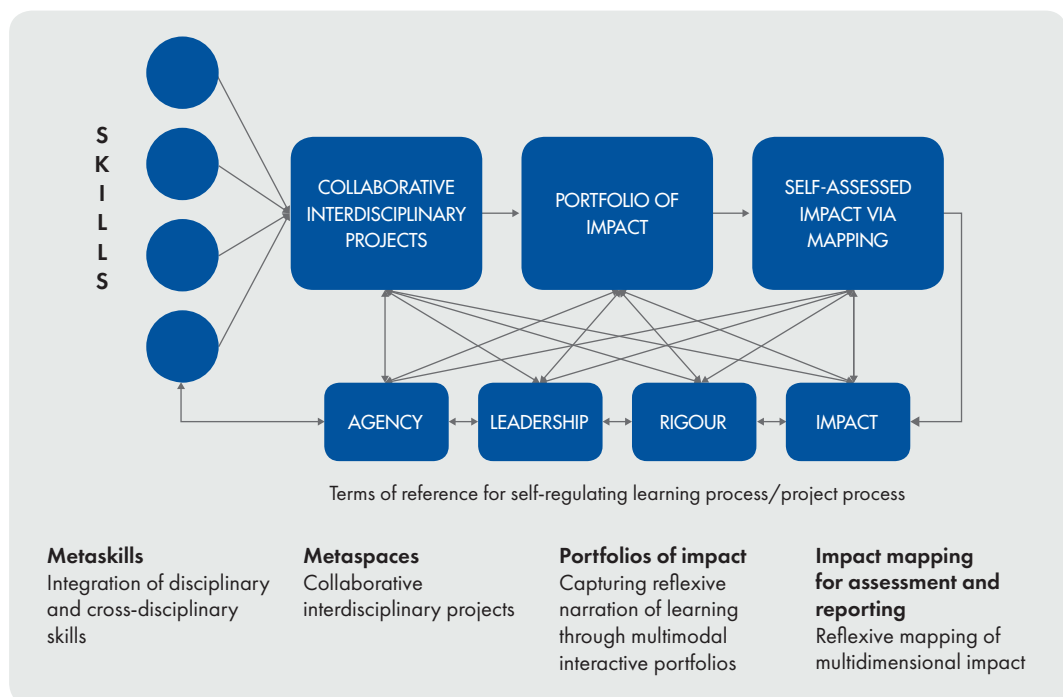 SKILLS
COLLABORATIVE
INTERDISCIPLINARY
PROJECTS
PORTFOLIO OF
IMPACT
SELF-ASSESSED
IMPACT VIA
MAPPING
AGENCY
LEADERSHIP
RIGOUR
IMPACT
Terms of reference for self-regulating learning process/project process
Metaskills
Integration of disciplinary
and cross-disciplinary
skills
Metaspaces
Collaborative
interdisciplinary projects
Portfolios of impact
Capturing reflexive
narration of learning
through multimodal
interactive portfolios
Impact mapping
for assessment and
reporting
Reflexive mapping of
multidimensional impact